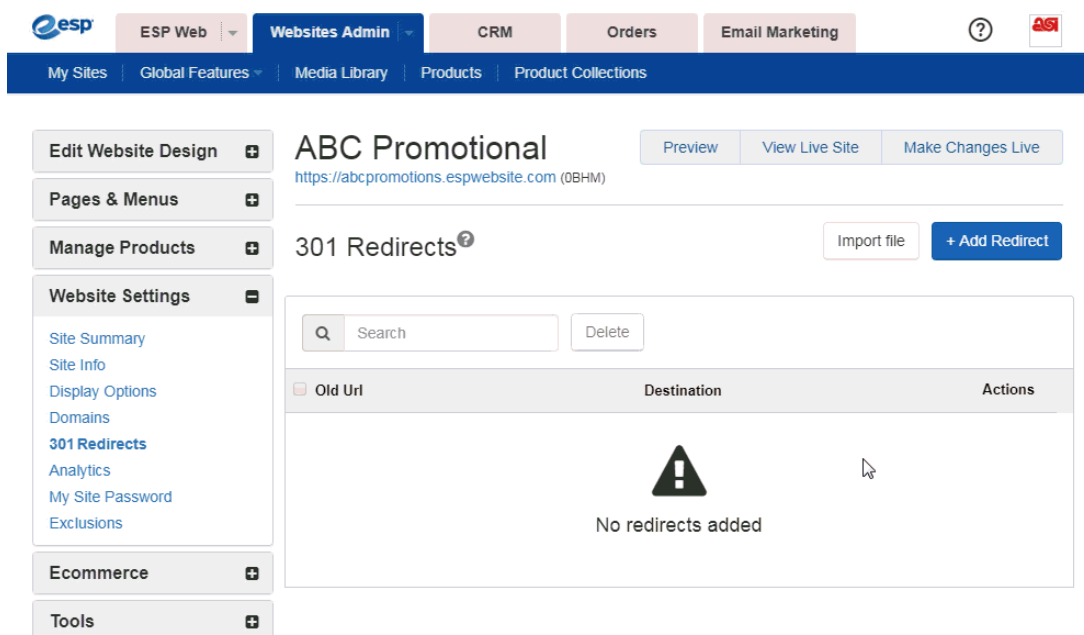 esp
ESP Web
Websites Admin
CRM
Orders
Email Marketing
?
asi
My Sites
Global Features
Media Library
Products
Product Collections
Edit Website Design
Pages & Menus
Manage Products
Website Settings
Site Summary
Site Info
Display Options
Domains
301 Redirects
Analytics
My Site Password
Exclusions
Ecommerce
Tools
ABC Promotional
https://abcpromotions.espwebsite.com (0BHM)
Preview
View Live Site
Make Changes Live
301 Redirects?
Import file
+ Add Redirect
Search
Delete
Old Url
Destination
Actions
No redirects added